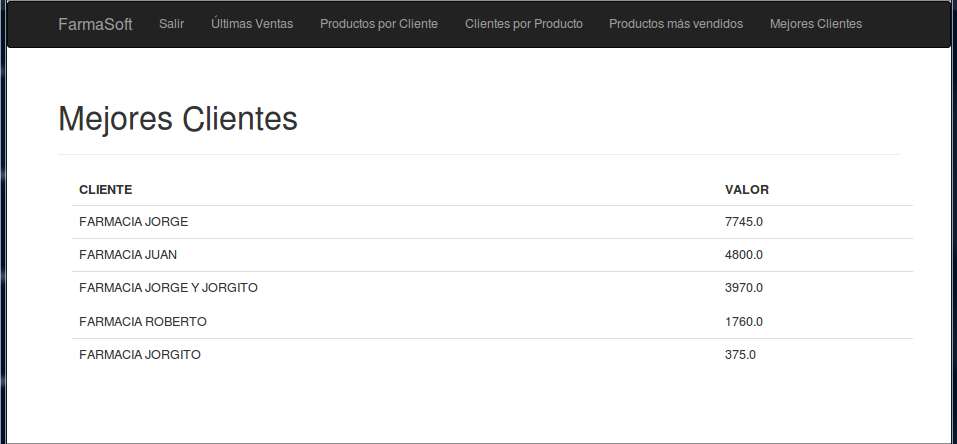 FarmaSoft Salir Últimas Ventas Productos por Cliente Clientes por Producto Productos más vendidos Mejores Clientes
Mejores Clientes
CLIENTE VALOR
FARMACIA JORGE 7745.0
FARMACIA JUAN 4800.0
FARMACIA JORGE Y JORGITO 3970.0
FARMACIA ROBERTO 1760.0
FARMACIA JORGITO 375.0